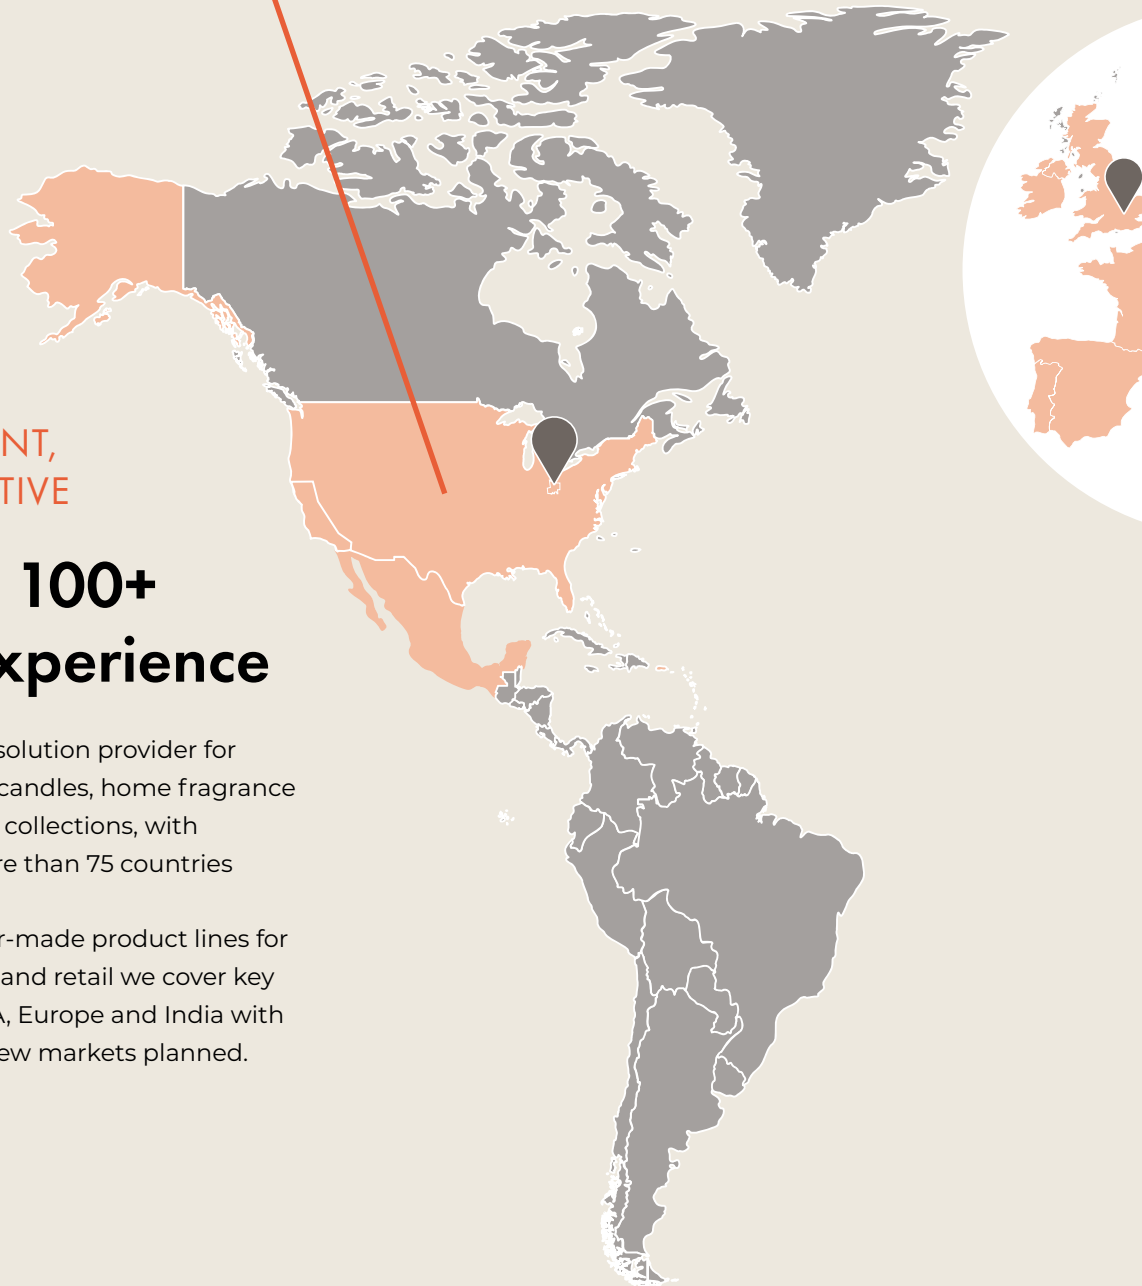 NT,
TIVE
100+
xperience
solution provider for
candles, home fragrance
collections, with
re than 75 countries
r-made product lines for
and retail we cover key
, Europe and India with
ew markets planned.